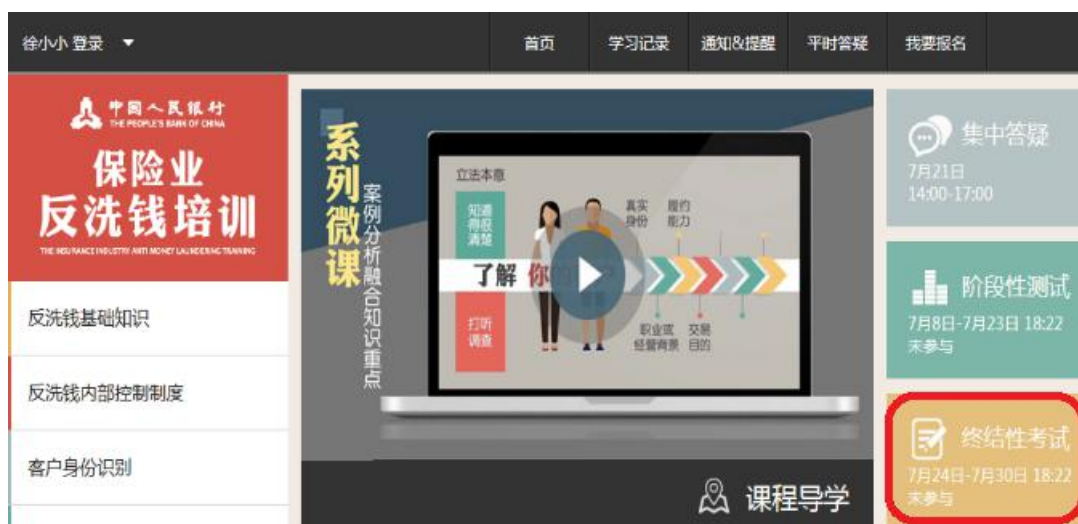 徐小小 登录
首页
学习记录
通知&提醒
平时答疑
我要报名
中国人民银行
THE PEOPLE'S BANK OF CHINA
保险业
反洗钱培训
THE INSURANCE INDUSTRY ANTI MONEY LAUNDERING TRAINING
反洗钱基础知识
反洗钱内部控制制度
客户身份识别
系列微课
案例分析融合知识重点
立法本意
知道
得很
清楚
真实
身份
履约
能力
了解 你的
打听
调查
职业或
经营背景
交易
目的
课程导学
集中答疑
7月21日
14:00-17:00
阶段性测试
7月8日-7月23日 18:22
未参与
终结性考试
7月24日-7月30日 18:22
未参与